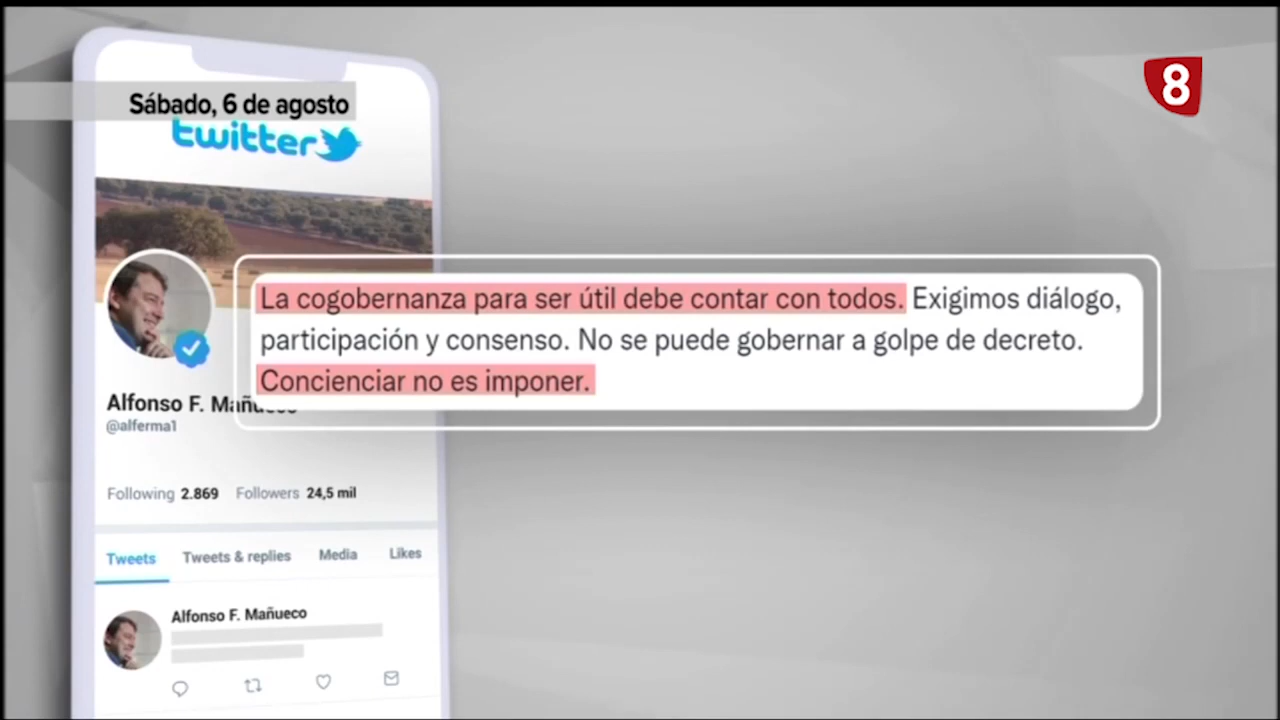 8
Sábado, 6 de agosto
twitter
La cogobernanza para ser útil debe contar con todos. Exigimos diálogo,
participación y consenso. No se puede gobernar a golpe de decreto.
Concienciar no es imponer.
Alfonso F. Mañueco
@alferma1
Following 2.869 Followers 24,5 mil
Tweets Tweets & replies Media Likes
Alfonso F. Mañueco